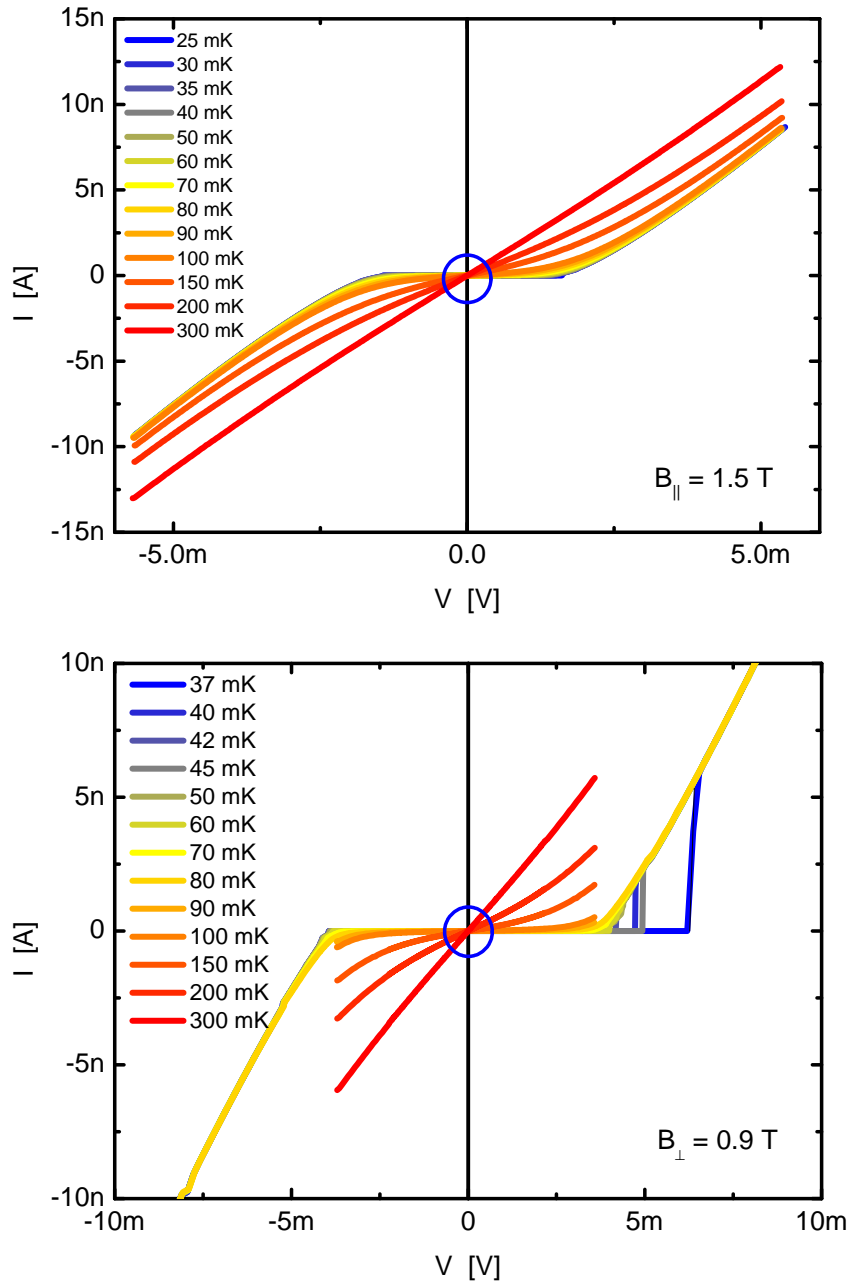 15n
10n
5n
0
-5n
-10n
-15n
I [A]
25 mK
30 mK
35 mK
40 mK
50 mK
60 mK
70 mK
80 mK
90 mK
100 mK
150 mK
200 mK
300 mK
B|| = 1.5 T
-5.0m 0.0 5.0m
V [V]
10n
5n
0
-5n
-10n
I [A]
37 mK
40 mK
42 mK
45 mK
50 mK
60 mK
70 mK
80 mK
90 mK
100 mK
150 mK
200 mK
300 mK
B⊥ = 0.9 T
-10m -5m 0 5m 10m
V [V]